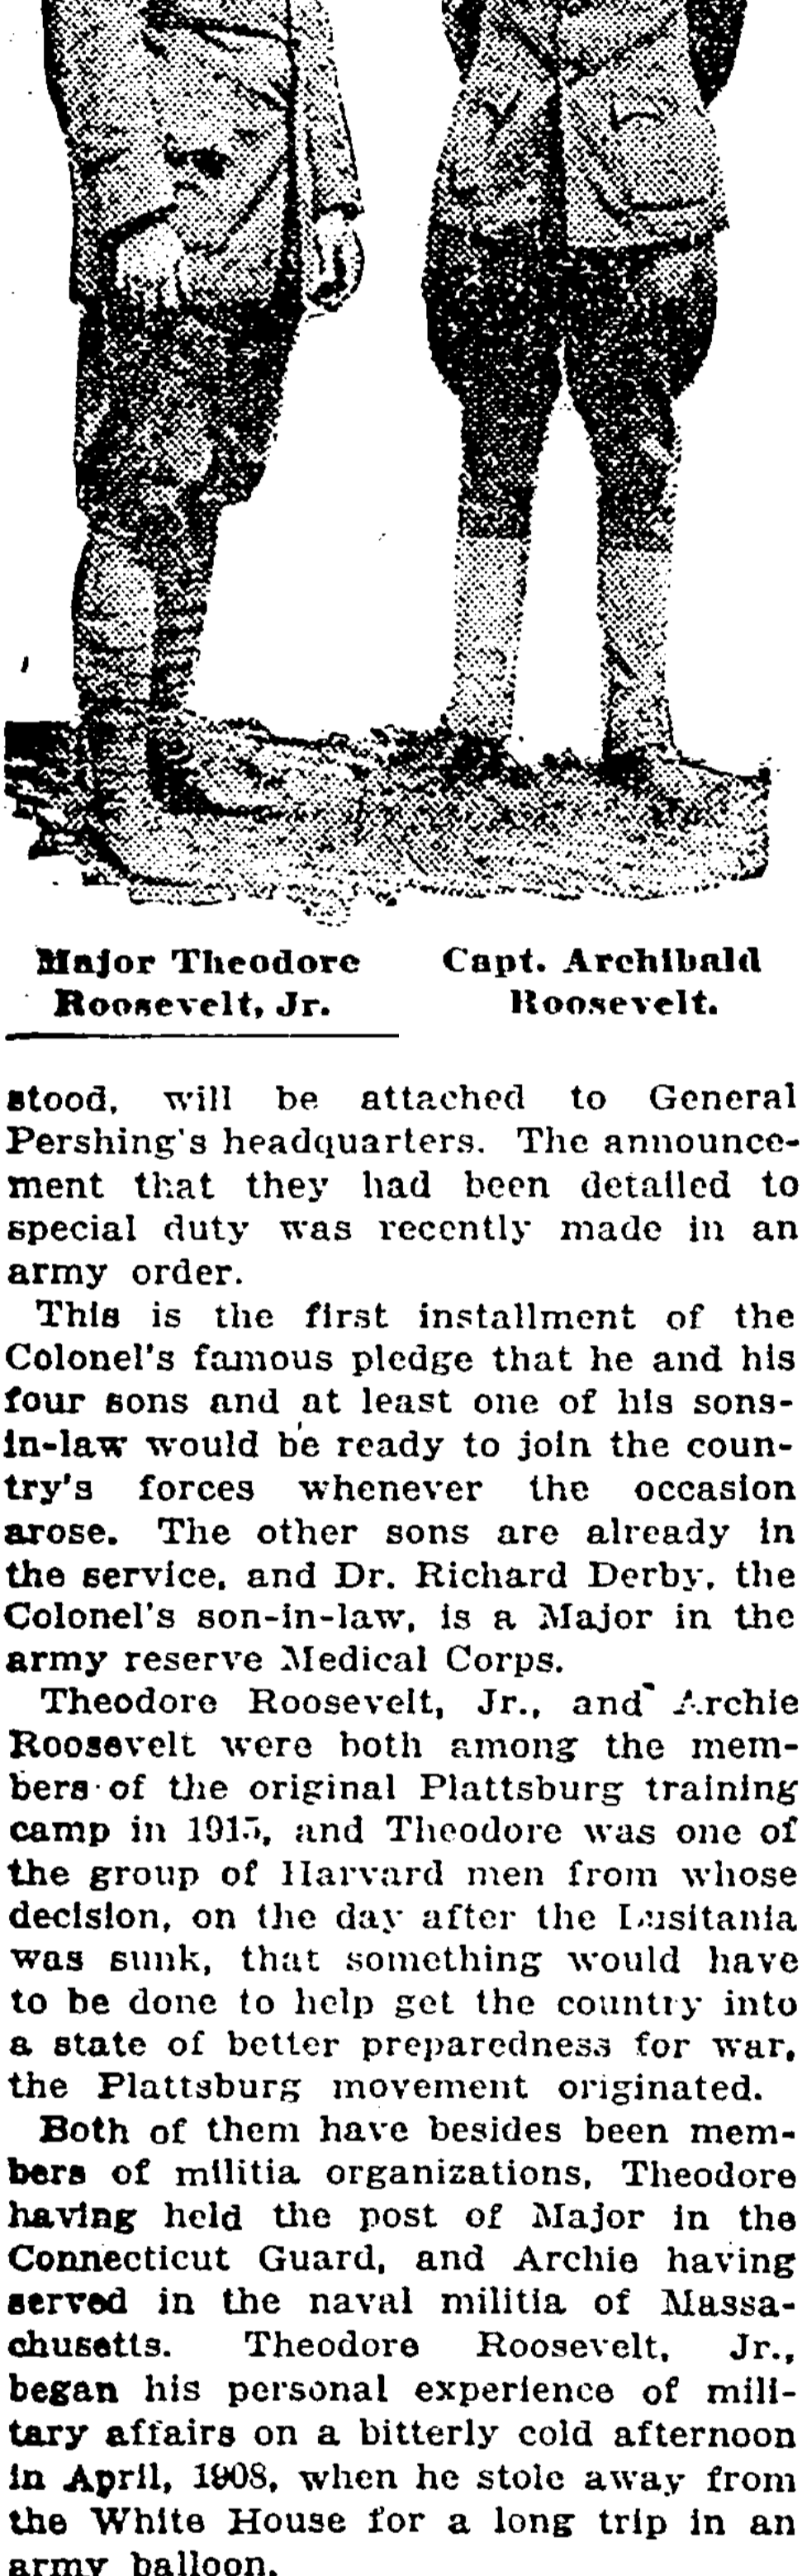 Major Theodore
Roosevelt, Jr.
Capt. Archibald
Roosevelt.
stood, will be attached to General
Pershing's headquarters. The announce-
ment that they had been detailed to
special duty was recently made in an
army order.
This is the first installment of the
Colonel's famous pledge that he and his
four sons and at least one of his sons-
in-law would be ready to join the coun-
try's forces whenever the occasion
arose. The other sons are already in
the service, and Dr. Richard Derby, the
Colonel's son-in-law, is a Major in the
army reserve Medical Corps.
Theodore Roosevelt, Jr., and Archie
Roosevelt were both among the mem-
bers of the original Plattsburg training
camp in 1915, and Theodore was one of
the group of Harvard men from whose
decision, on the day after the Lusitania
was sunk, that something would have
to be done to help get the country into
a state of better preparedness for war,
the Plattsburg movement originated.
Both of them have besides been mem-
bers of militia organizations, Theodore
having held the post of Major in the
Connecticut Guard, and Archie having
served in the naval militia of Massa-
chusetts. Theodore Roosevelt, Jr.,
began his personal experience of mili-
tary affairs on a bitterly cold afternoon
in April, 1908, when he stole away from
the White House for a long trip in an
army balloon.